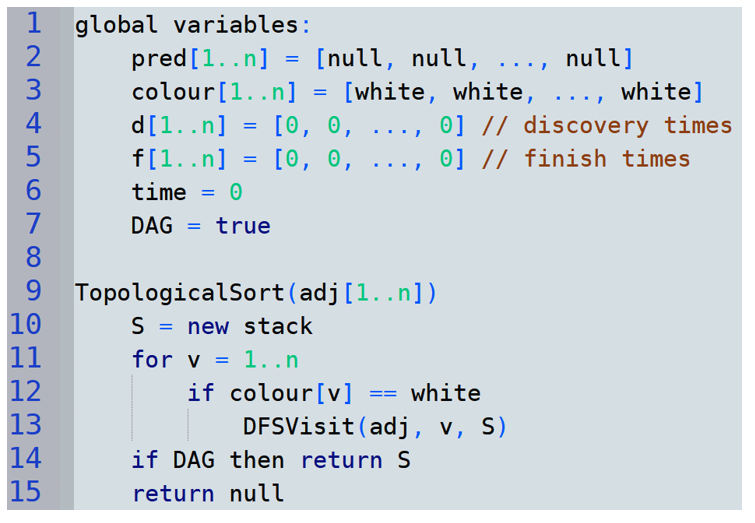 1 global variables:
2     pred[1..n] = [null, null, ..., null]
3     colour[1..n] = [white, white, ..., white]
4     d[1..n] = [0, 0, ..., 0] // discovery times
5     f[1..n] = [0, 0, ..., 0] // finish times
6     time = 0
7     DAG = true
8
9 TopologicalSort(adj[1..n])
10     S = new stack
11     for v = 1..n
12         if colour[v] == white
13             DFSVisit(adj, v, S)
14     if DAG then return S
15     return null